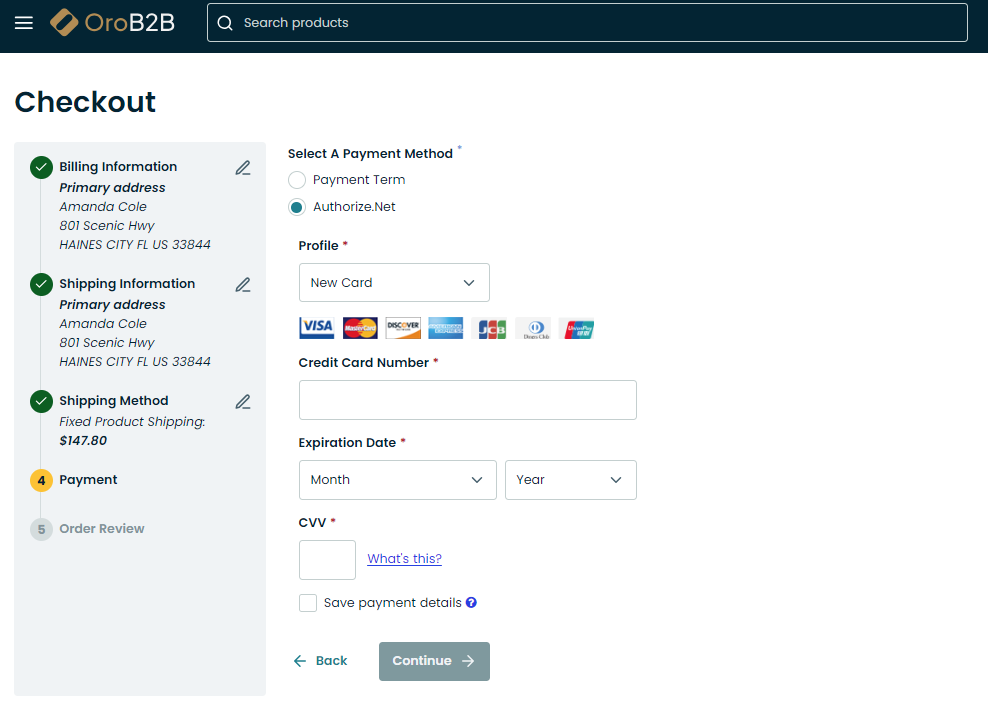 OroB2B
Search products
Checkout
Billing Information
Primary address
Amanda Cole
801 Scenic Hwy
HAINES CITY FL US 33844
Shipping Information
Primary address
Amanda Cole
801 Scenic Hwy
HAINES CITY FL US 33844
Shipping Method
Fixed Product Shipping:
$147.80
4 Payment
5 Order Review
Select A Payment Method *
Payment Term
Authorize.Net
Profile *
New Card
VISA MasterCard DISCOVER AMERICAN EXPRESS JCB Diners Club UnionPay
Credit Card Number *
Expiration Date *
Month Year
CVV *
What's this?
Save payment details ?
Back Continue